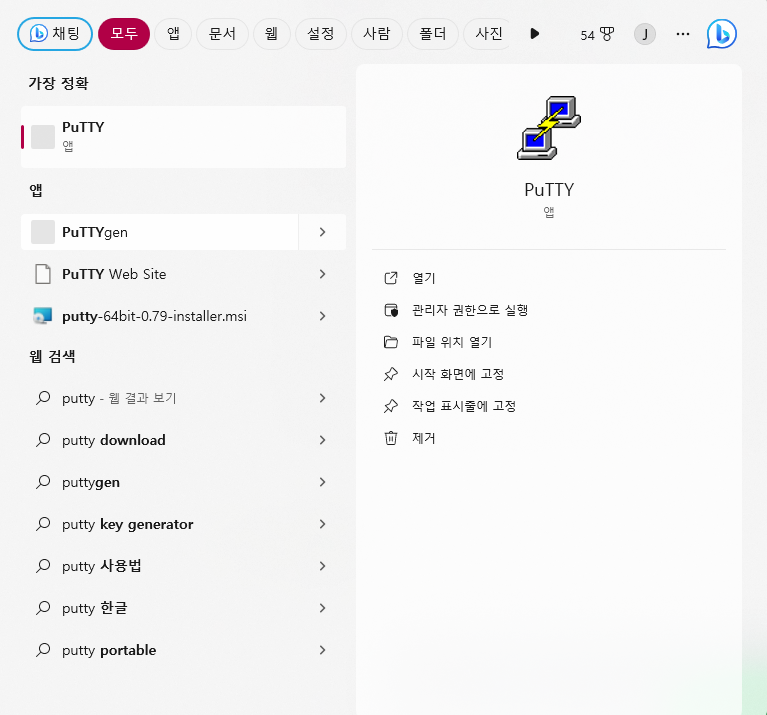 채팅 모두 앱 문서 웹 설정 사람 폴더 사진 54 J
가장 정확
PuTTY
앱
앱
PuTTYgen
PuTTY Web Site
putty-64bit-0.79-installer.msi
웹 검색
putty - 웹 결과 보기
putty download
puttygen
putty key generator
putty 사용법
putty 한글
putty portable
PuTTY
앱
열기
관리자 권한으로 실행
파일 위치 열기
시작 화면에 고정
작업 표시줄에 고정
제거